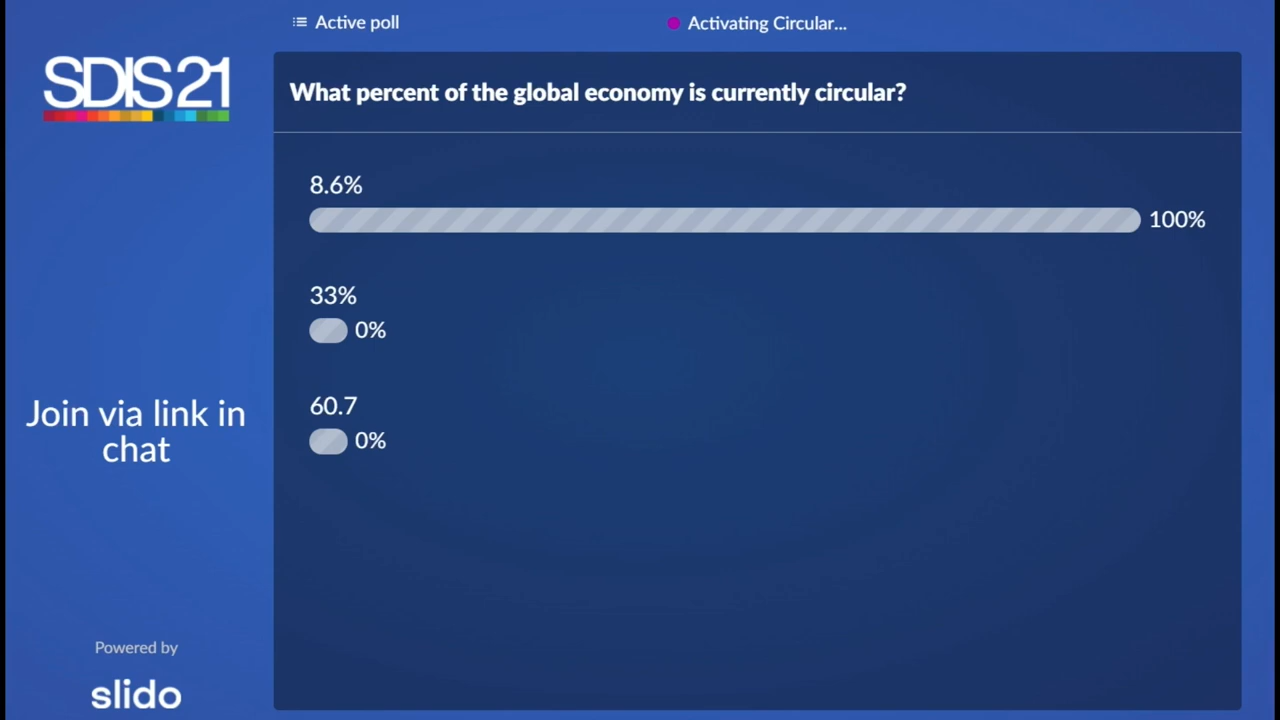 Active poll
Activating Circular...
SDIS21
What percent of the global economy is currently circular?
8.6%
100%
33%
0%
60.7
0%
Join via link in
chat
Powered by
slido